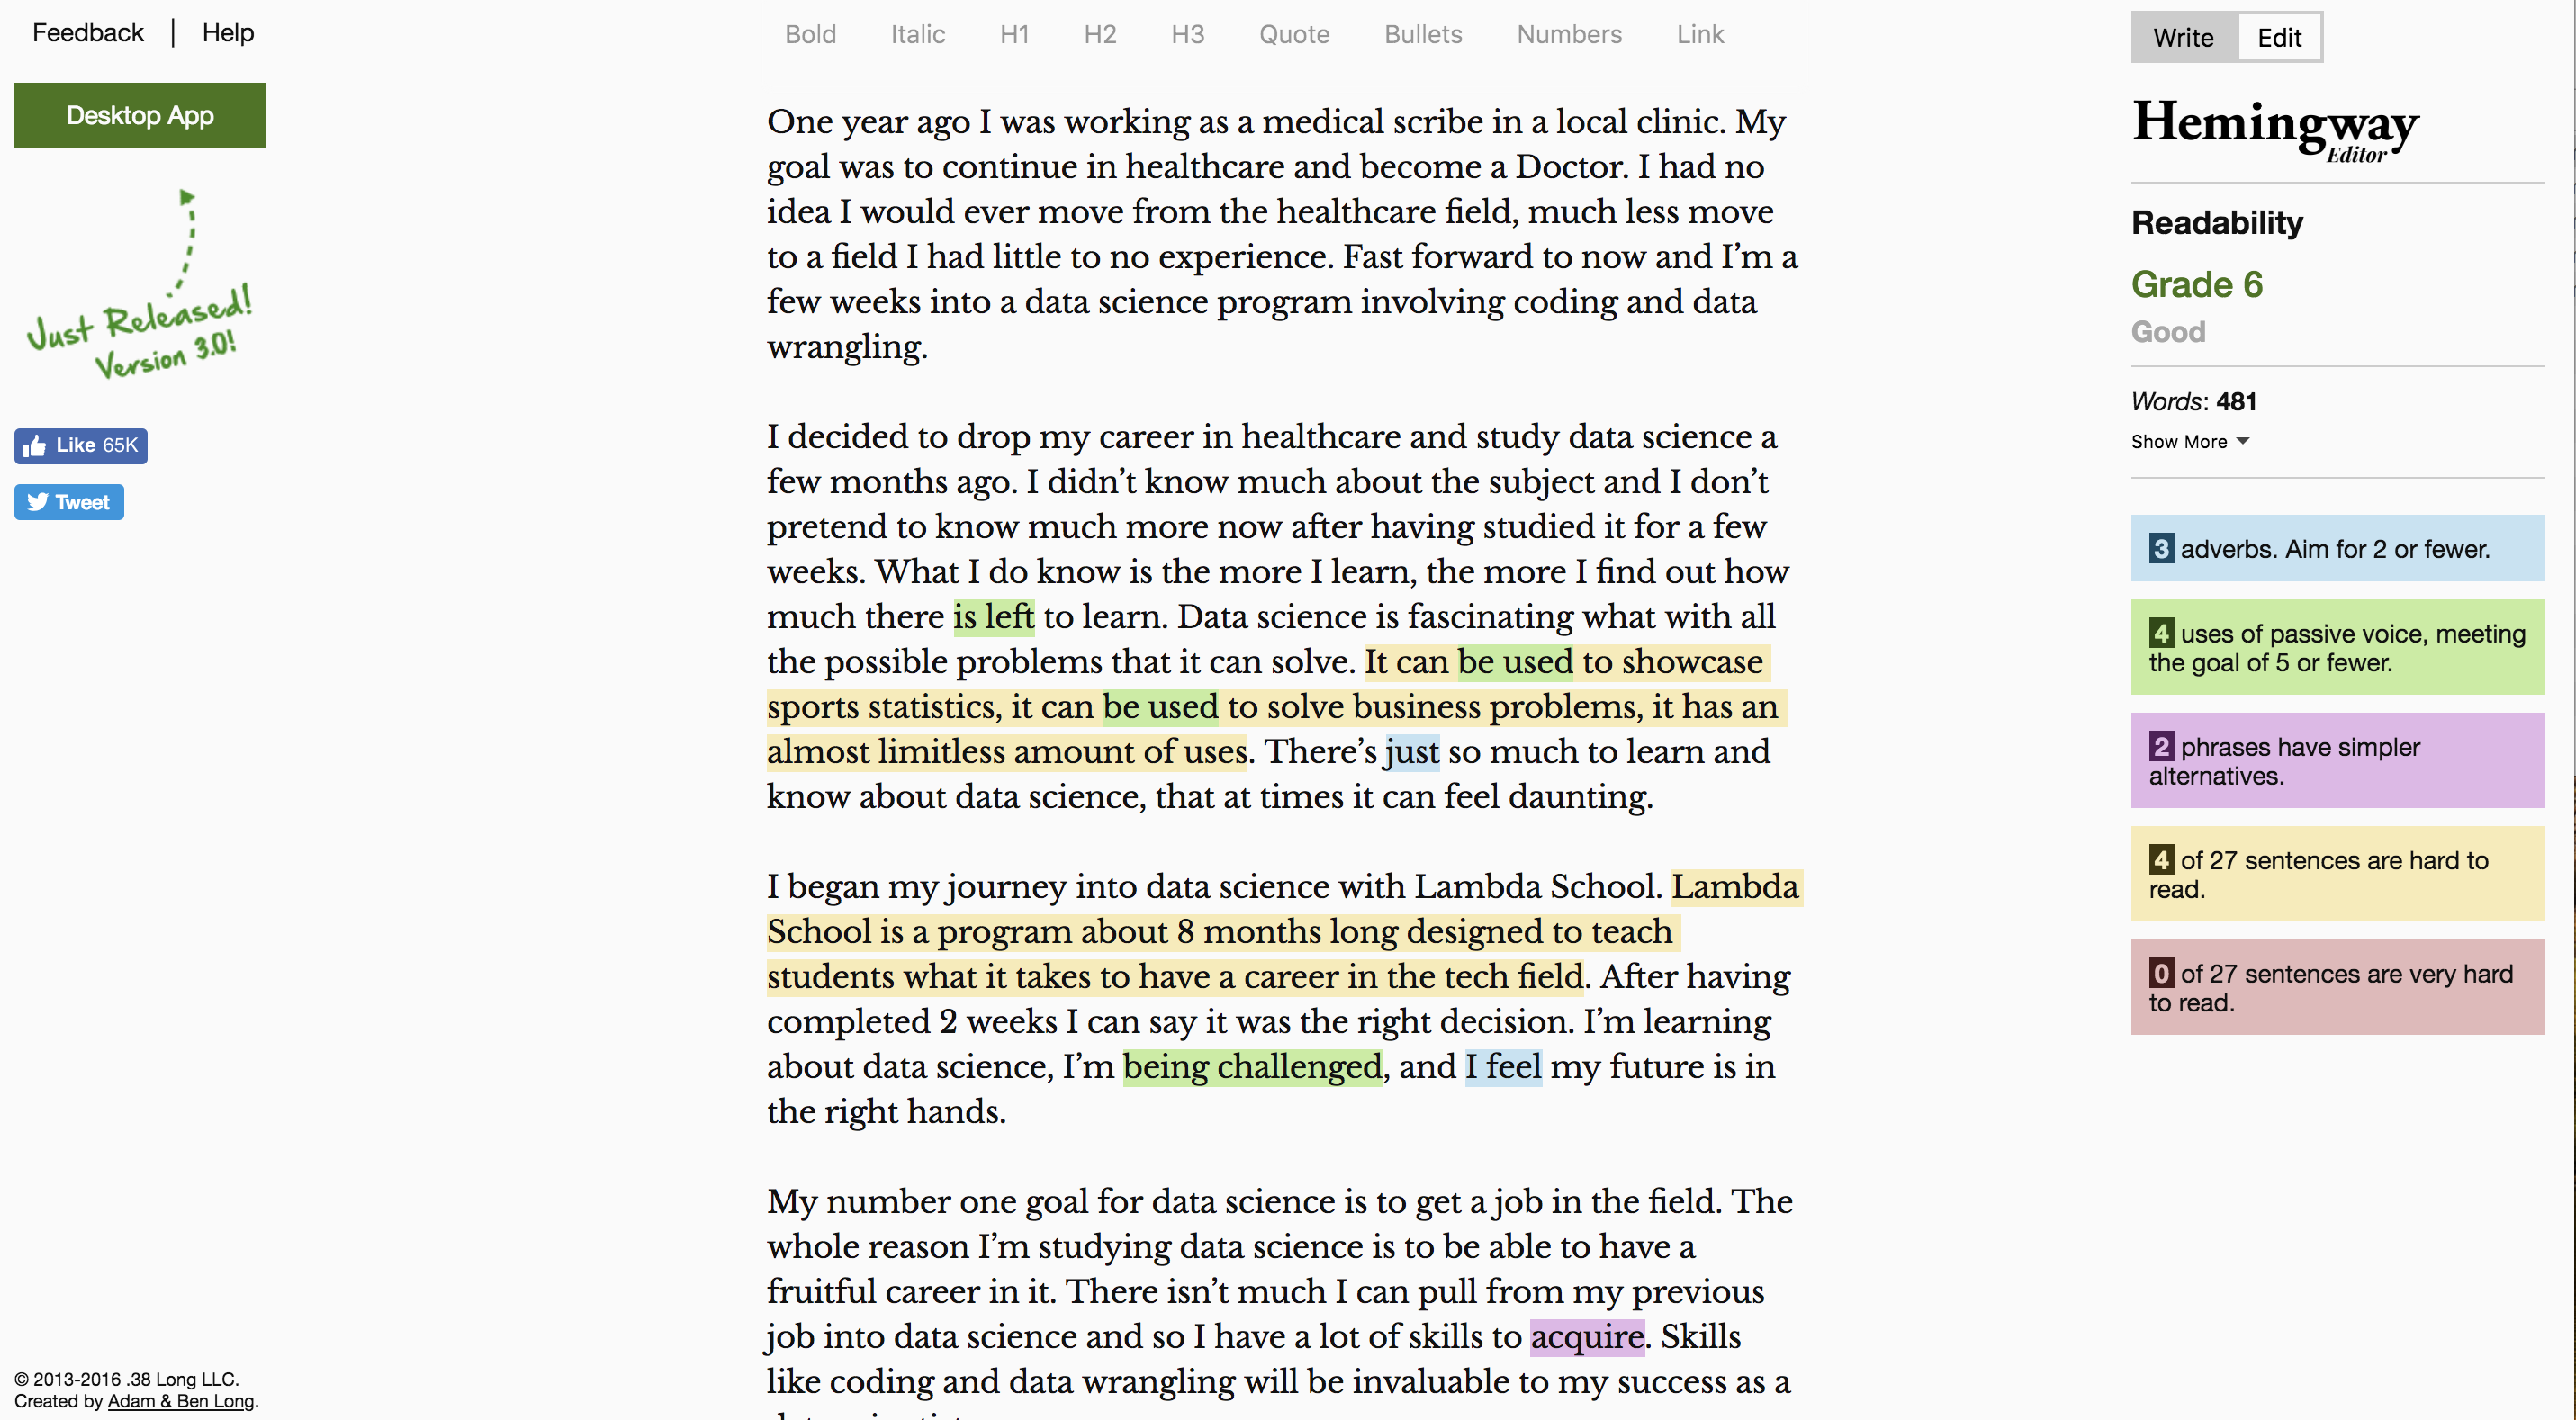 Feedback | Help
Desktop App
Just Released!
Version 3.0!
Like 65K
Tweet
© 2013-2016 .38 Long LLC.
Created by Adam & Ben Long.
Bold Italic H1 H2 H3 Quote Bullets Numbers Link
One year ago I was working as a medical scribe in a local clinic. My
goal was to continue in healthcare and become a Doctor. I had no
idea I would ever move from the healthcare field, much less move
to a field I had little to no experience. Fast forward to now and I’m a
few weeks into a data science program involving coding and data
wrangling.
I decided to drop my career in healthcare and study data science a
few months ago. I didn’t know much about the subject and I don’t
pretend to know much more now after having studied it for a few
weeks. What I do know is the more I learn, the more I find out how
much there is left to learn. Data science is fascinating what with all
the possible problems that it can solve. It can be used to showcase
sports statistics, it can be used to solve business problems, it has an
almost limitless amount of uses. There’s just so much to learn and
know about data science, that at times it can feel daunting.
I began my journey into data science with Lambda School. Lambda
School is a program about 8 months long designed to teach
students what it takes to have a career in the tech field. After having
completed 2 weeks I can say it was the right decision. I’m learning
about data science, I’m being challenged, and I feel my future is in
the right hands.
My number one goal for data science is to get a job in the field. The
whole reason I’m studying data science is to be able to have a
fruitful career in it. There isn’t much I can pull from my previous
job into data science and so I have a lot of skills to acquire. Skills
like coding and data wrangling will be invaluable to my success as a
Write Edit
Hemingway
Editor
Readability
Grade 6
Good
Words: 481
Show More
3 adverbs. Aim for 2 or fewer.
4 uses of passive voice, meeting
the goal of 5 or fewer.
2 phrases have simpler
alternatives.
4 of 27 sentences are hard to
read.
0 of 27 sentences are very hard
to read.